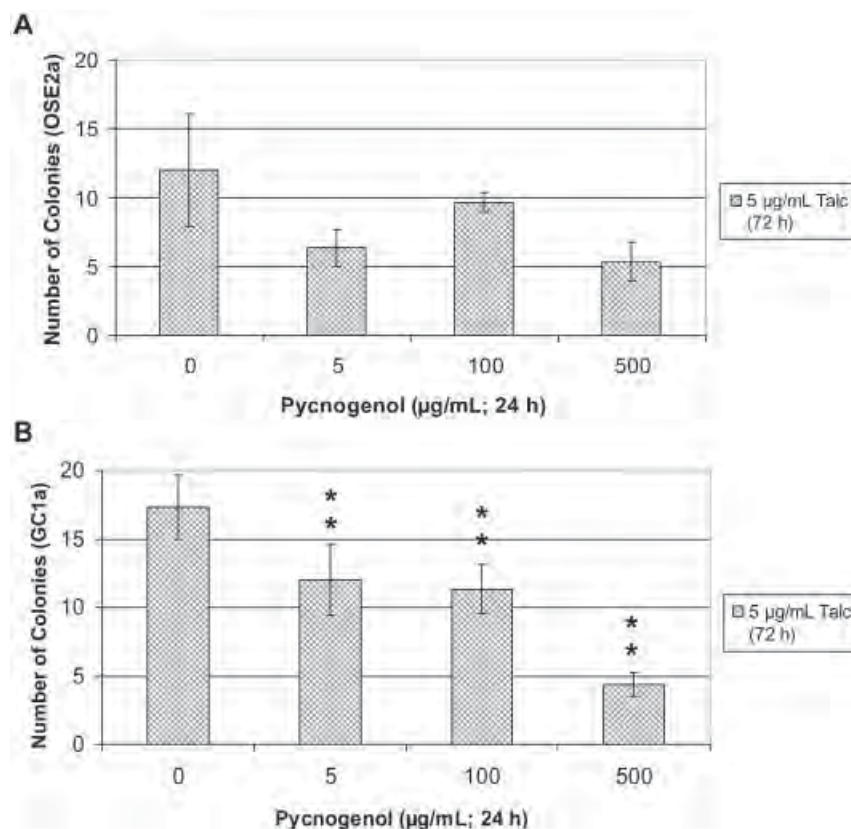 A
Number of Colonies (OSE2a)
20
15
10
5
0
0 5 100 500
Pycnogenol (µg/mL; 24 h)
5 µg/mL Talc
(72 h)
B
Number of Colonies (GC1a)
20
15
10
5
0
* * *
* * *
0 5 100 500
Pycnogenol (µg/mL; 24 h)
5 µg/mL Talc
(72 h)